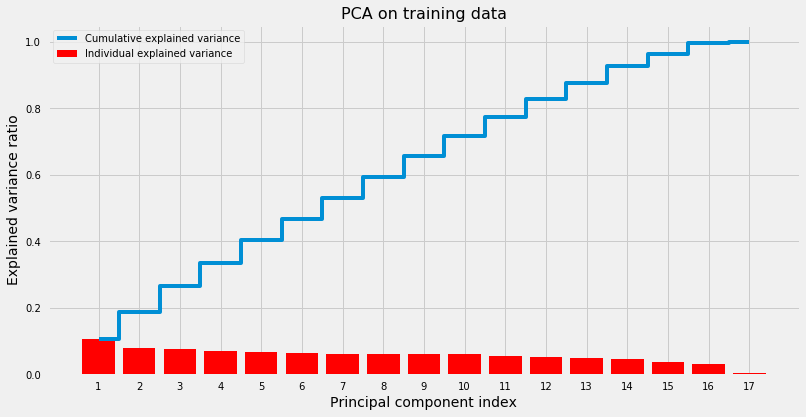 PCA on training data
Cumulative explained variance
Individual explained variance
Explained variance ratio
1.0
0.8
0.6
0.4
0.2
0.0
1 2 3 4 5 6 7 8 9 10 11 12 13 14 15 16 17
Principal component index